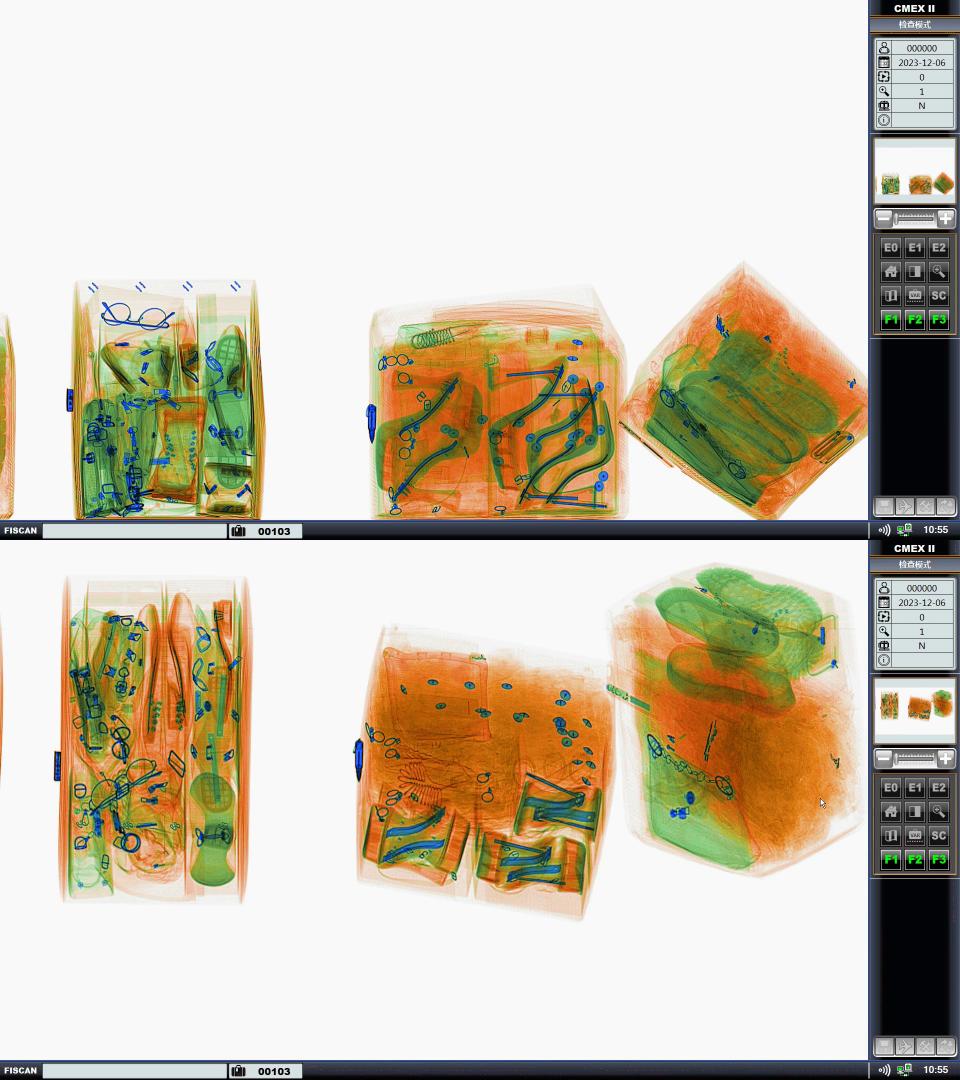 CMEX II
检查模式
000000
2023-12-06
0
1
N
E0 E1 E2
VAR SC
F1 F2 F3
FISCAN 00103 10:55
CMEX II
检查模式
000000
2023-12-06
0
1
N
E0 E1 E2
VAR SC
F1 F2 F3
FISCAN 00103 10:55